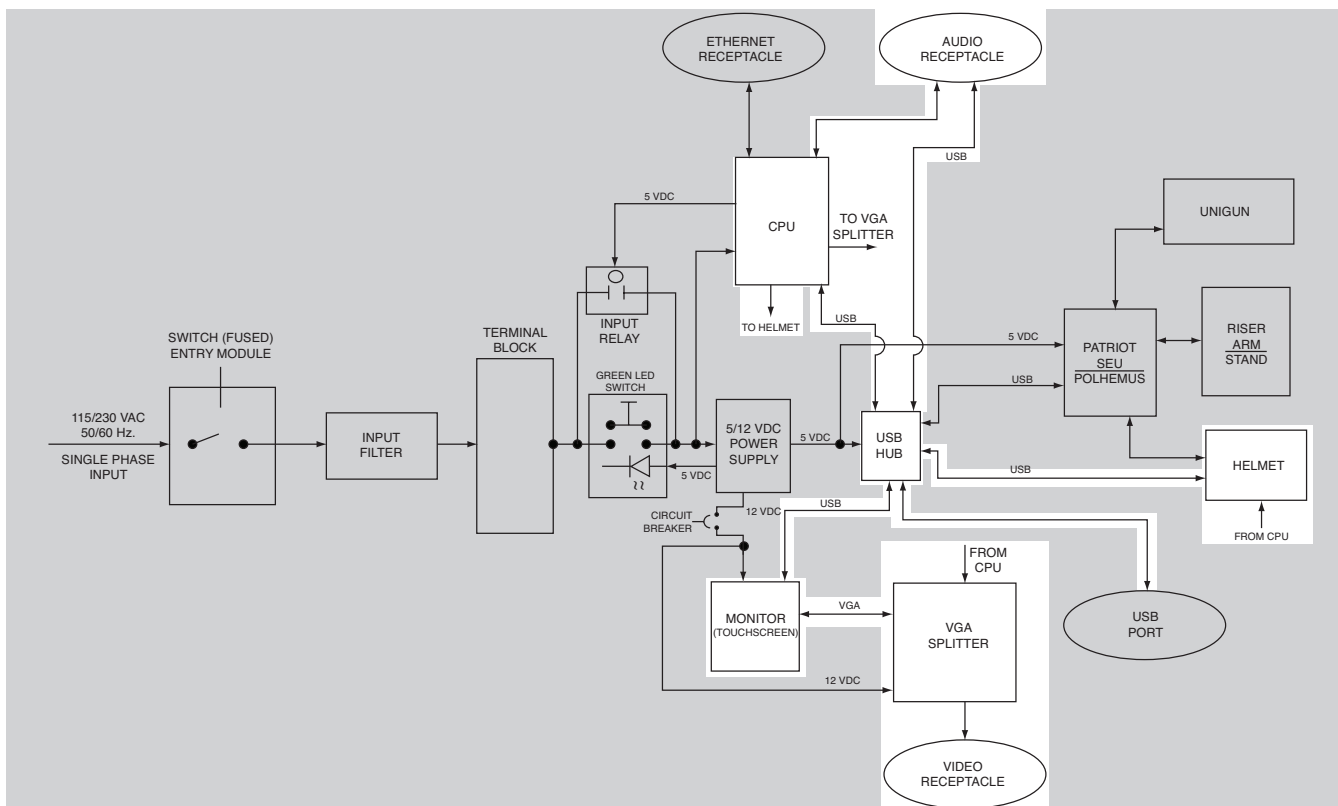 ETHERNET
RECEPTACLE
AUDIO
RECEPTACLE
USB
5 VDC
CPU
TO VGA
SPLITTER
UNIGUN
INPUT
RELAY
TO HELMET
USB
SWITCH (FUSED)
ENTRY MODULE
TERMINAL
BLOCK
GREEN LED
SWITCH
5 VDC
PATRIOT
SEU
POLHEMUS
RISER
ARM
STAND
USB
115/230 VAC
50/60 Hz.
SINGLE PHASE
INPUT
INPUT
FILTER
5/12 VDC
POWER
SUPPLY
5 VDC
USB
HUB
5 VDC
USB
HELMET
FROM CPU
CIRCUIT
BREAKER
12 VDC
USB
FROM
CPU
MONITOR
(TOUCHSCREEN)
VGA
VGA
SPLITTER
USB
PORT
12 VDC
VIDEO
RECEPTACLE